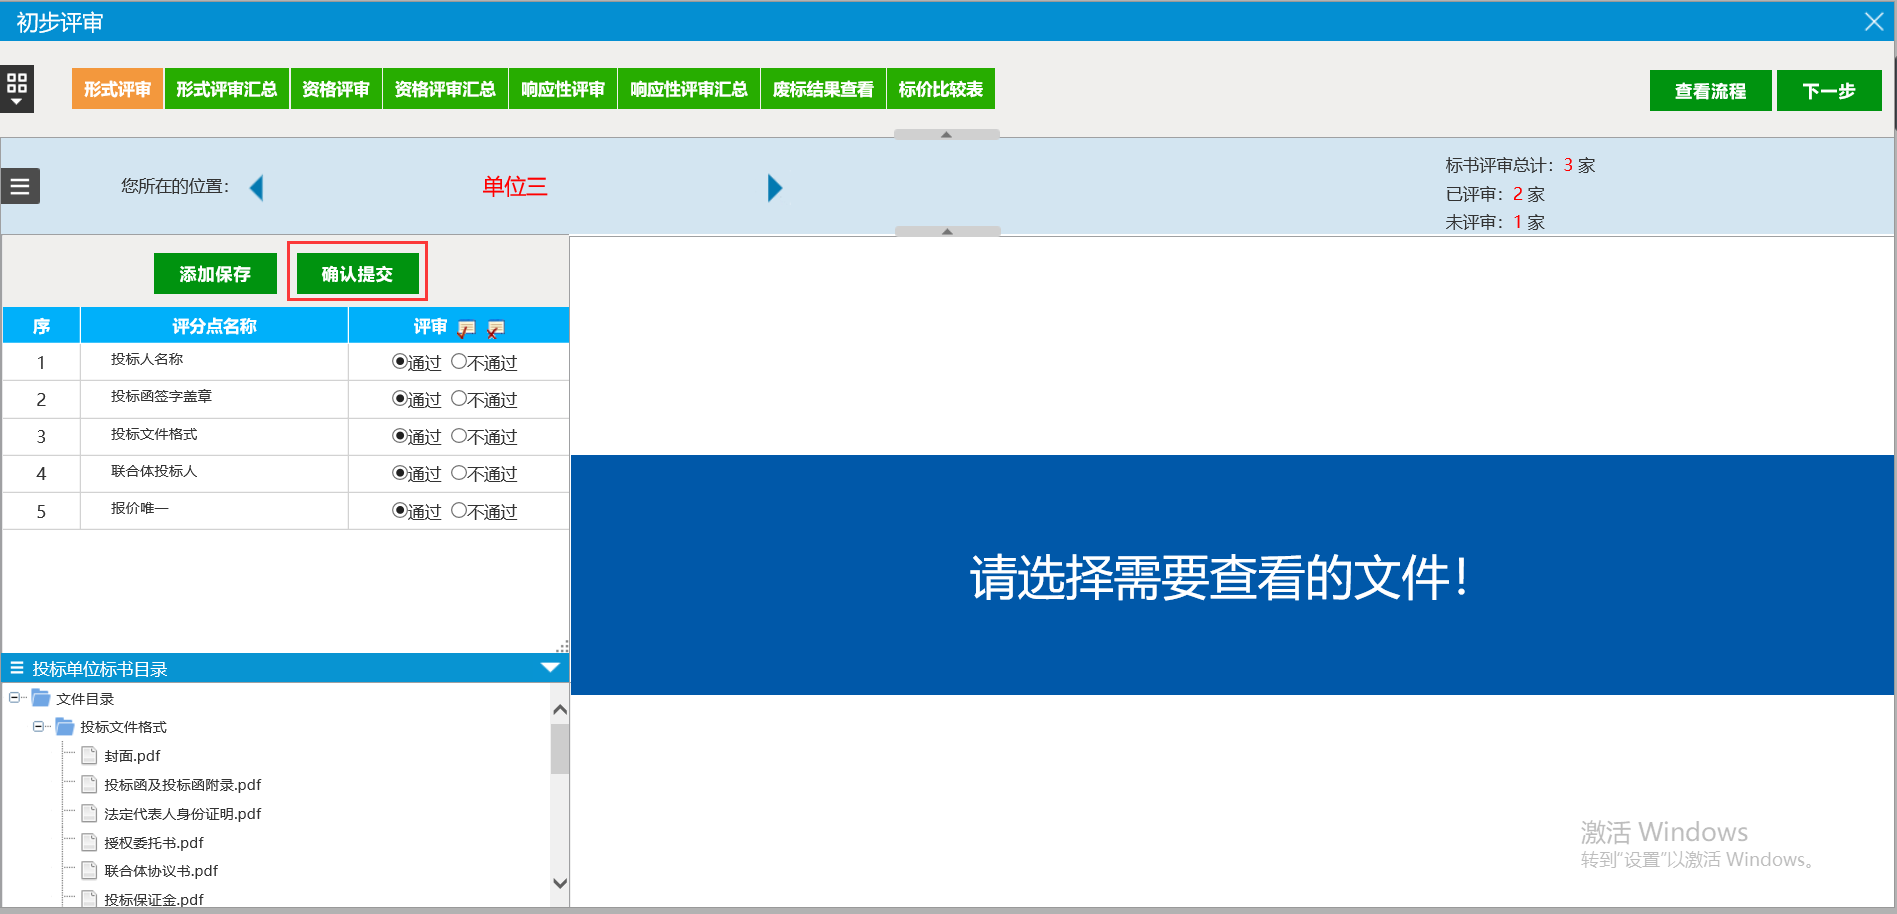 初步评审
形式评审 形式评审汇总 资格评审 资格评审汇总 响应性评审 响应性评审汇总 废标结果查看 标价比较表
查看流程 下一步
您所在的位置： 单位三
标书评审总计：3 家
已评审：2 家
未评审：1 家
添加保存 确认提交
序 评分点名称 评审
1 投标人名称 通过 不通过
2 投标函签字盖章 通过 不通过
3 投标文件格式 通过 不通过
4 联合体投标人 通过 不通过
5 报价唯一 通过 不通过
请选择需要查看的文件！
投标单位标书目录
文件目录
投标文件格式
封面.pdf
投标函及投标函附录.pdf
法定代表人身份证明.pdf
授权委托书.pdf
联合体协议书.pdf
投标保证金.pdf
激活 Windows
转到"设置"以激活 Windows。